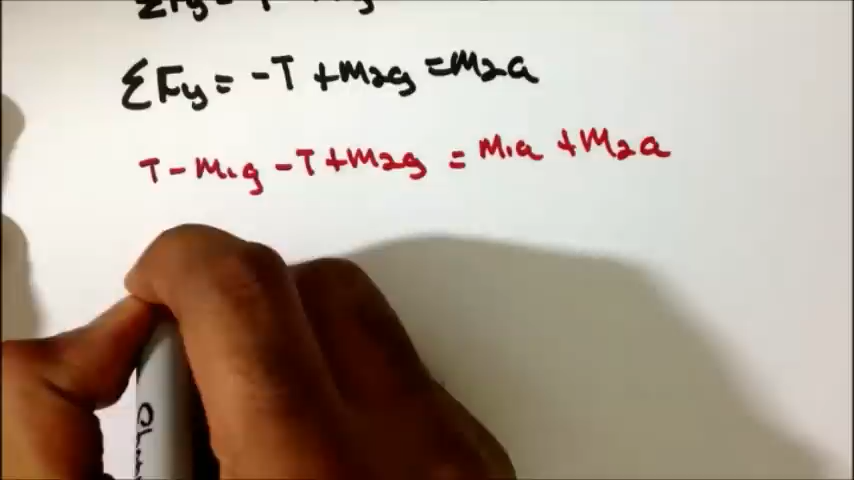 ΣFy = -T + m2g = m2a
T - m1g - T + m2g = m1a + m2a